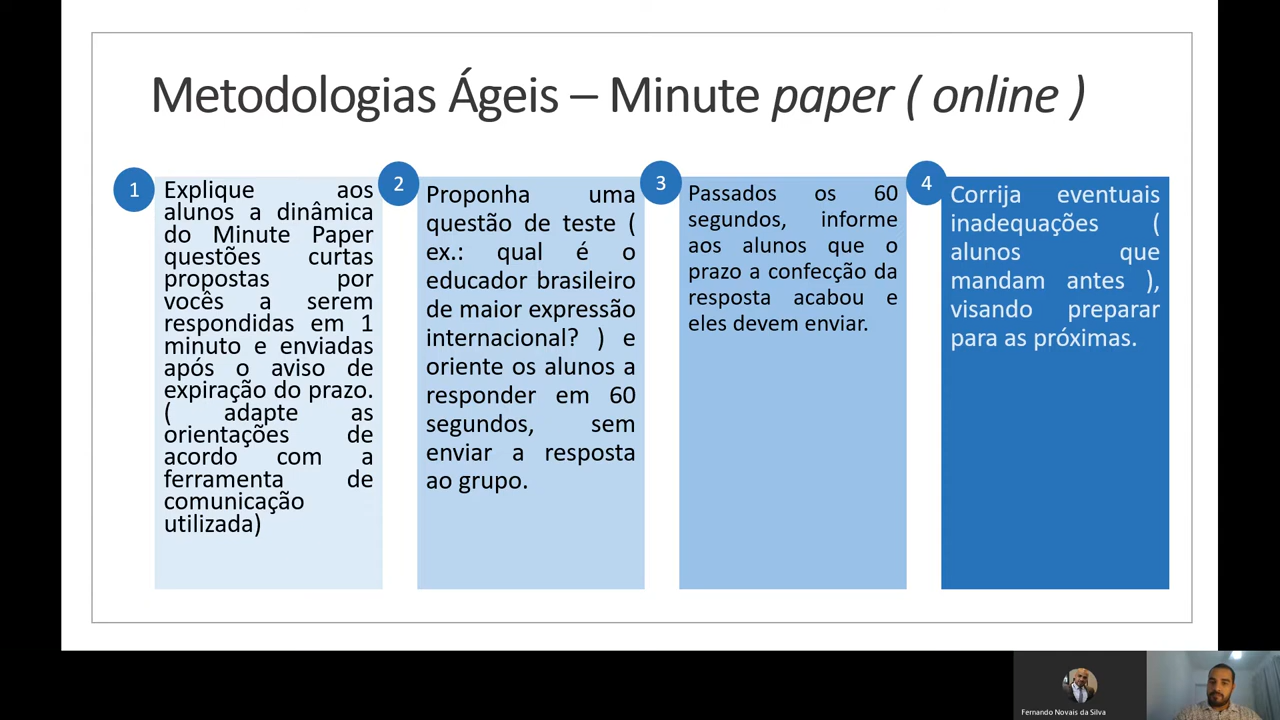 Metodologias Ágeis – Minute paper ( online )
1
Explique aos
alunos a dinâmica
do Minute Paper
questões curtas
propostas por
vocês a serem
respondidas em 1
minuto e enviadas
após o aviso de
expiração do prazo.
( adapte as
orientações de
acordo com a
ferramenta de
comunicação
utilizada)
2
Proponha uma
questão de teste (
ex.: qual é o
educador brasileiro
de maior expressão
internacional? ) e
oriente os alunos a
responder em 60
segundos, sem
enviar a resposta
ao grupo.
3
Passados os 60
segundos, informe
aos alunos que o
prazo a confecção da
resposta acabou e
eles devem enviar.
4
Corrija eventuais
inadequações (
alunos que
mandam antes ),
visando preparar
para as próximas.
Fernando Novais da Silva